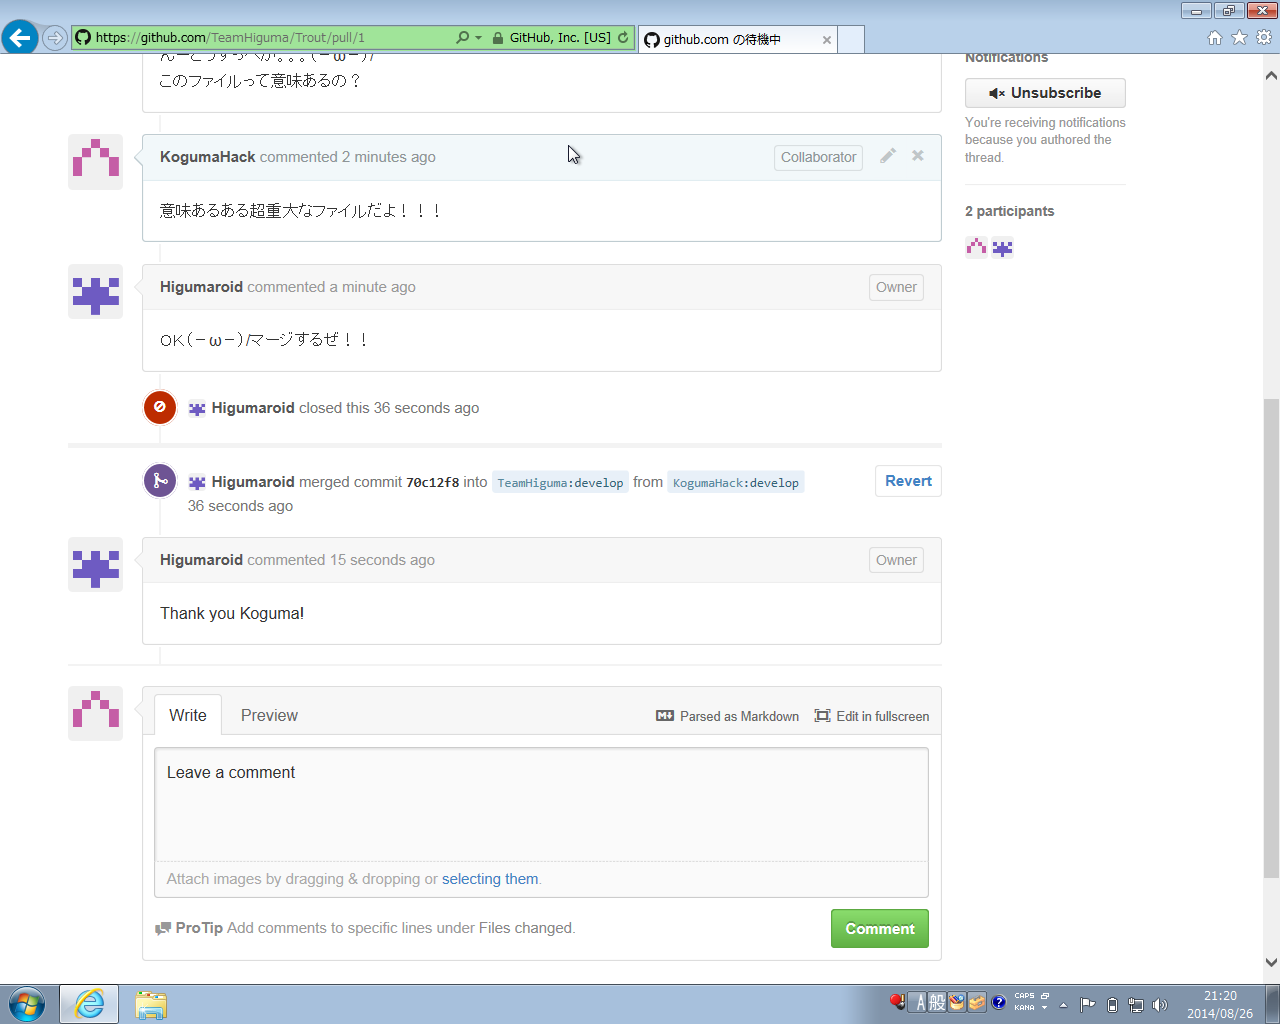 https://github.com/TeamHiguma/Trout/pull/1
GitHub, Inc. [US]
github.com の待機中
このファイルって意味あるの？
Notifications
Unsubscribe
You're receiving notifications
because you authored the
thread.
2 participants
KogumaHack commented 2 minutes ago
Collaborator
意味あるある超重大なファイルだよ！！！
Higumaroid commented a minute ago
Owner
OK(－ω－)/マージするぜ！！
Higumaroid closed this 36 seconds ago
Higumaroid merged commit 70c12f8 into TeamHiguma:develop from KogumaHack:develop
36 seconds ago
Revert
Higumaroid commented 15 seconds ago
Owner
Thank you Koguma!
Write
Preview
Parsed as Markdown
Edit in fullscreen
Leave a comment
Attach images by dragging & dropping or selecting them.
ProTip Add comments to specific lines under Files changed.
Comment
A 般
CAPS
KANA
21:20
2014/08/26